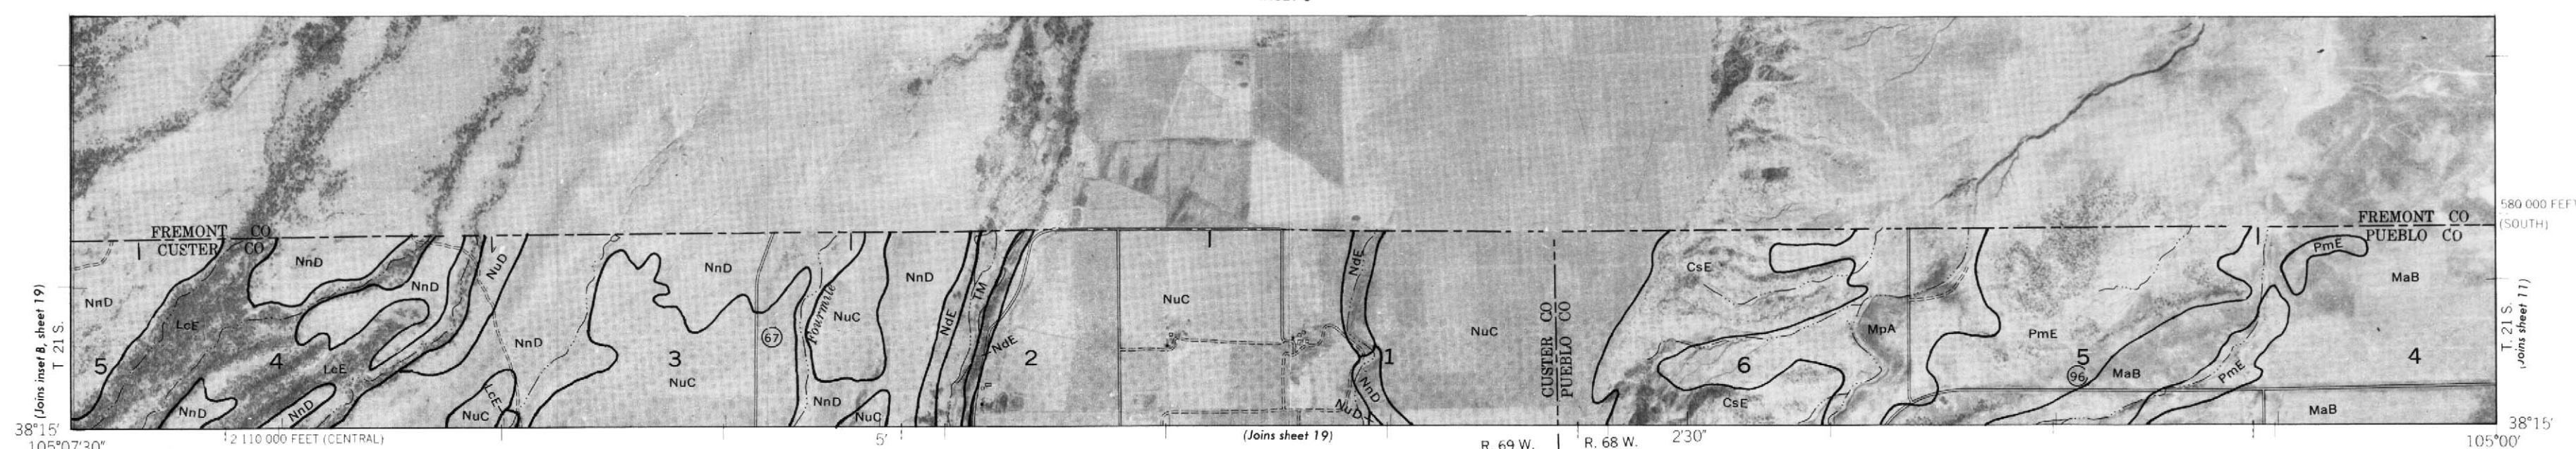 580 000 FEET
(SOUTH)
FREMONT CO
CUSTER CO
FREMONT CO
PUEBLO CO
NnD
NnD
NnD
NuD
NnD
NnD
NdE
TM
NdE
NuC
NdE
NuC
CsE
PmE
MaB
NnD
LcE
NnD
67
Fourmile
NuC
MpA
PmE
5
4
LcE
3
NuC
2
1
6
5
96
MaB
PmE
4
NnD
NnD
NuC
LcE
NnD
NuC
NnD
NuD
CsE
MaB
(Joins inset B, sheet 19)
T 21 S.
CUSTER CO
PUEBLO CO
T. 21 S.
(Joins sheet 11)
38°15′
105°07′30″
2 110 000 FEET (CENTRAL)
5′
(Joins sheet 19)
R. 69 W.
R. 68 W.
2′30″
38°15′
105°00′